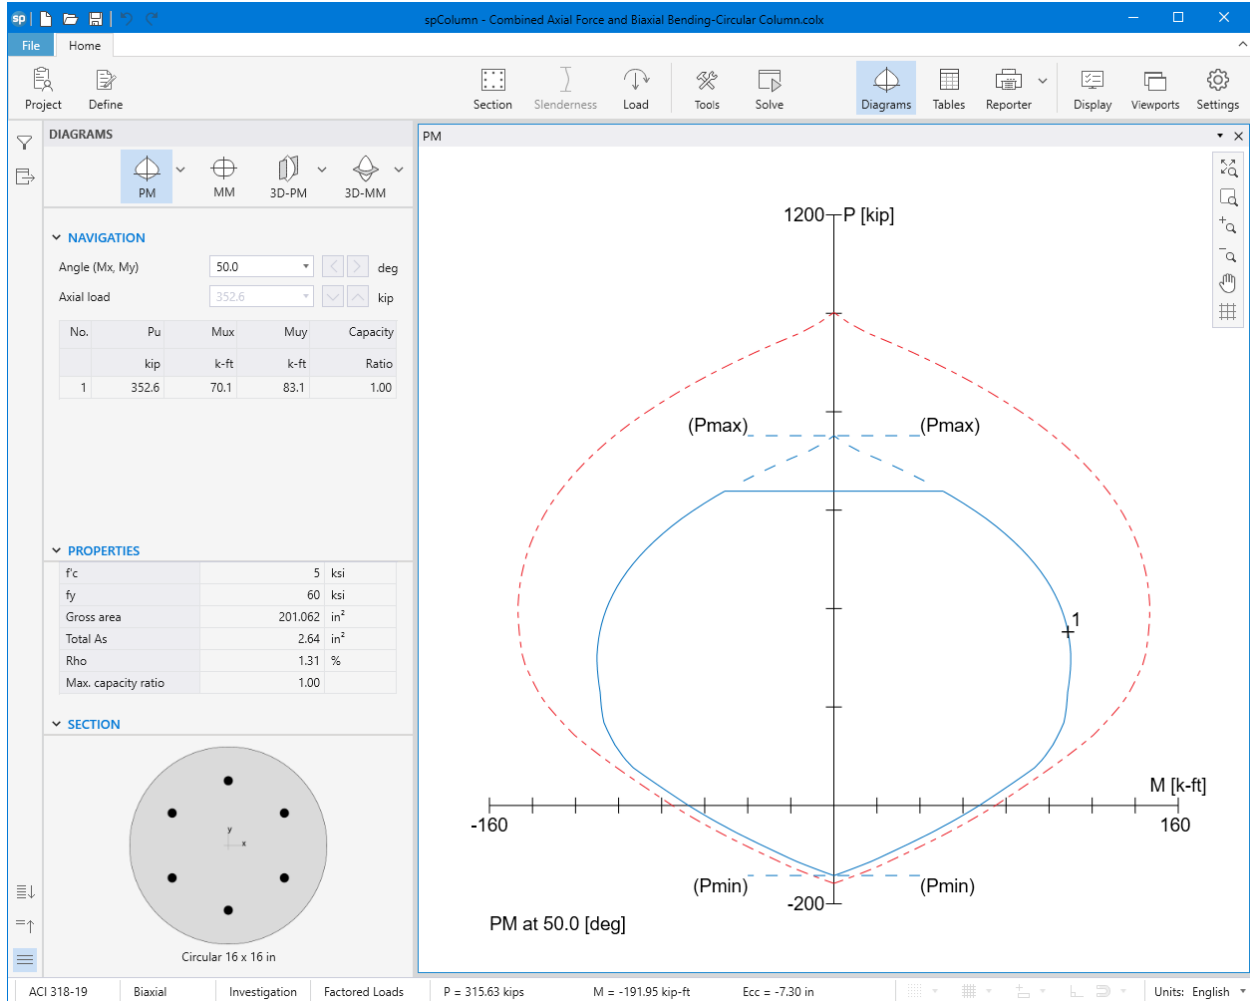 sp spColumn - Combined Axial Force and Biaxial Bending-Circular Column.colx
File Home
Project Define Section Slenderness Load Tools Solve Diagrams Tables Reporter Display Viewports Settings
DIAGRAMS
PM MM 3D-PM 3D-MM
NAVIGATION
Angle (Mx, My) 50.0 deg
Axial load 352.6 kip
No. Pu Mux Muy Capacity
kip k-ft k-ft Ratio
1 352.6 70.1 83.1 1.00
PROPERTIES
f'c 5 ksi
fy 60 ksi
Gross area 201.062 in²
Total As 2.64 in²
Rho 1.31 %
Max. capacity ratio 1.00
SECTION
y
x
Circular 16 x 16 in
PM
1200 P [kip]
(Pmax) (Pmax)
1
M [k-ft]
-160 160
(Pmin) (Pmin)
-200
PM at 50.0 [deg]
ACI 318-19 Biaxial Investigation Factored Loads P = 315.63 kips M = -191.95 kip-ft Ecc = -7.30 in Units: English